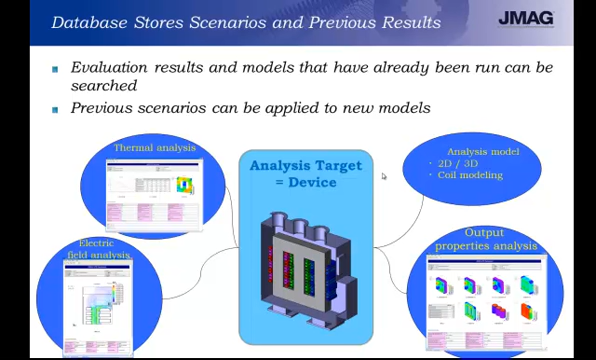 Database Stores Scenarios and Previous Results
JMAG
Evaluation results and models that have already been run can be
searched
Previous scenarios can be applied to new models
Thermal analysis
Analysis Target
= Device
Analysis model
・ 2D / 3D
・ Coil modeling
Electric
field analysis
Output
properties analysis